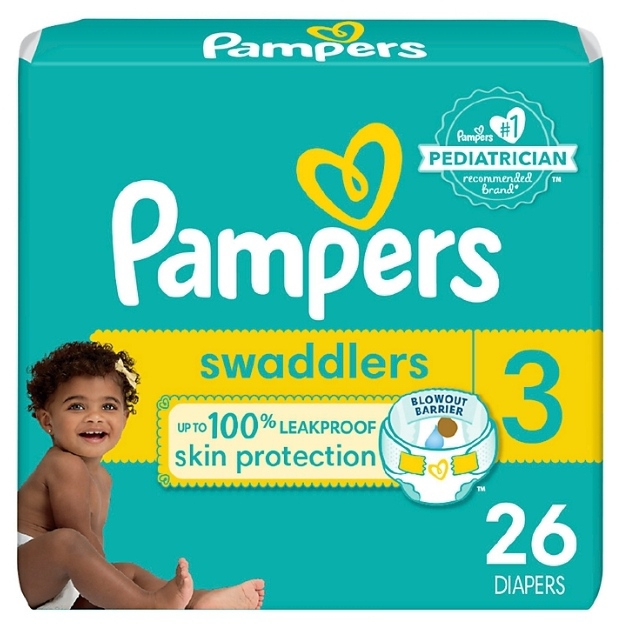 Pampers
Pampers #1
PEDIATRICIAN
recommended
brand*
TM
Pampers
swaddlers
3
UP TO 100% LEAKPROOF
skin protection
BLOWOUT
BARRIER
TM
26
DIAPERS